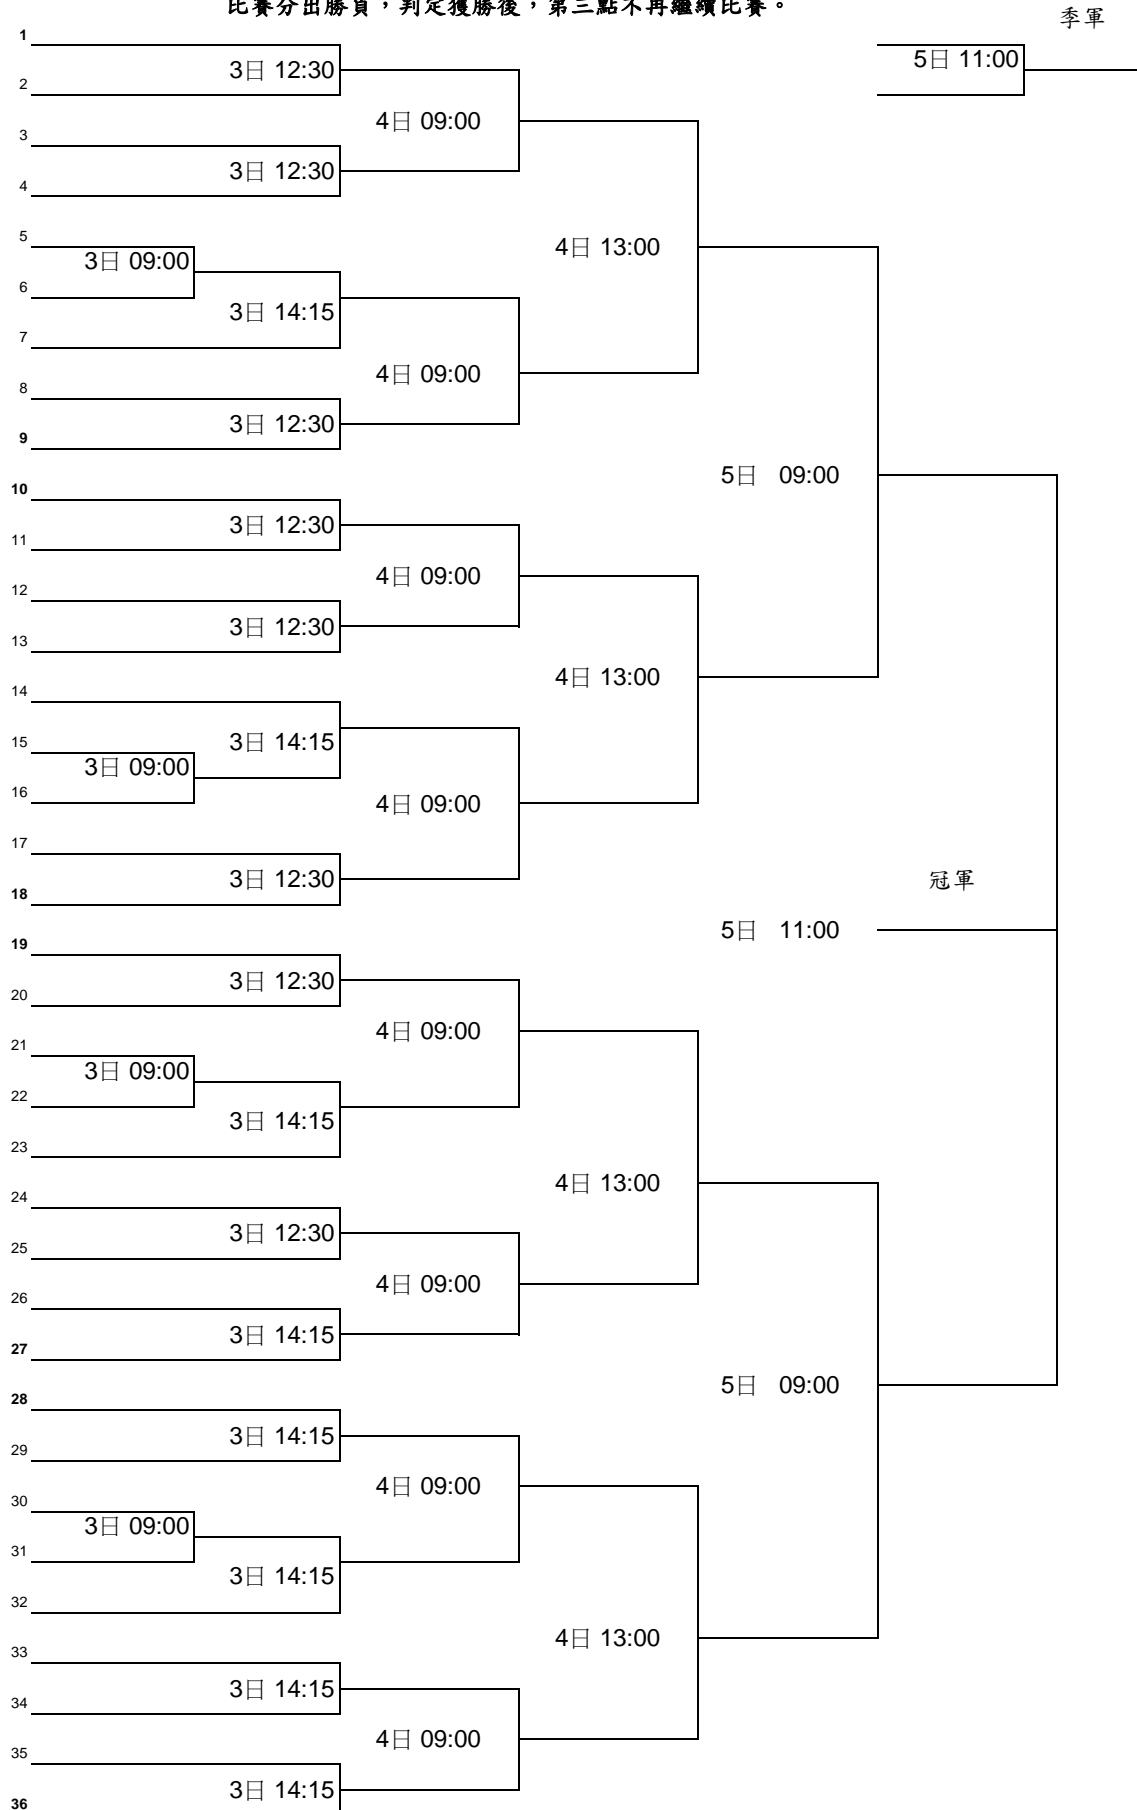 比賽分出勝負，判定獲勝後，第三點不再繼續比賽。
季軍
1
5日 11:00
3日 12:30
2
4日 09:00
3
3日 12:30
4
5
4日 13:00
3日 09:00
6
3日 14:15
7
4日 09:00
8
3日 12:30
9
5日 09:00
10
3日 12:30
11
4日 09:00
12
3日 12:30
13
4日 13:00
14
3日 14:15
15
3日 09:00
16
4日 09:00
17
3日 12:30
冠軍
18
5日 11:00
19
3日 12:30
20
4日 09:00
21
3日 09:00
22
3日 14:15
23
4日 13:00
24
3日 12:30
25
4日 09:00
26
3日 14:15
27
5日 09:00
28
3日 14:15
29
4日 09:00
30
3日 09:00
31
3日 14:15
32
4日 13:00
33
3日 14:15
34
4日 09:00
35
3日 14:15
36